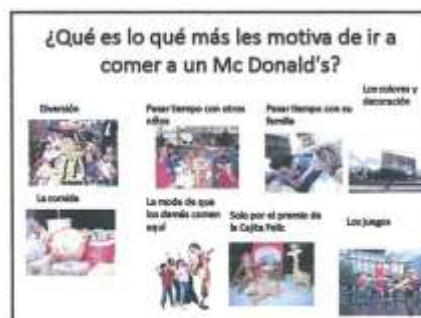 ¿Qué es lo qué más les motiva de ir a
comer a un Mc Donald's?
Diversión
Pasar tiempo con otros
niños
Pasar tiempo con su
familia
Los colores y
decoración
La comida
La moda de que
los demás comen
aquí
Solo por el premio de
la Cajita Feliz
Los juegos